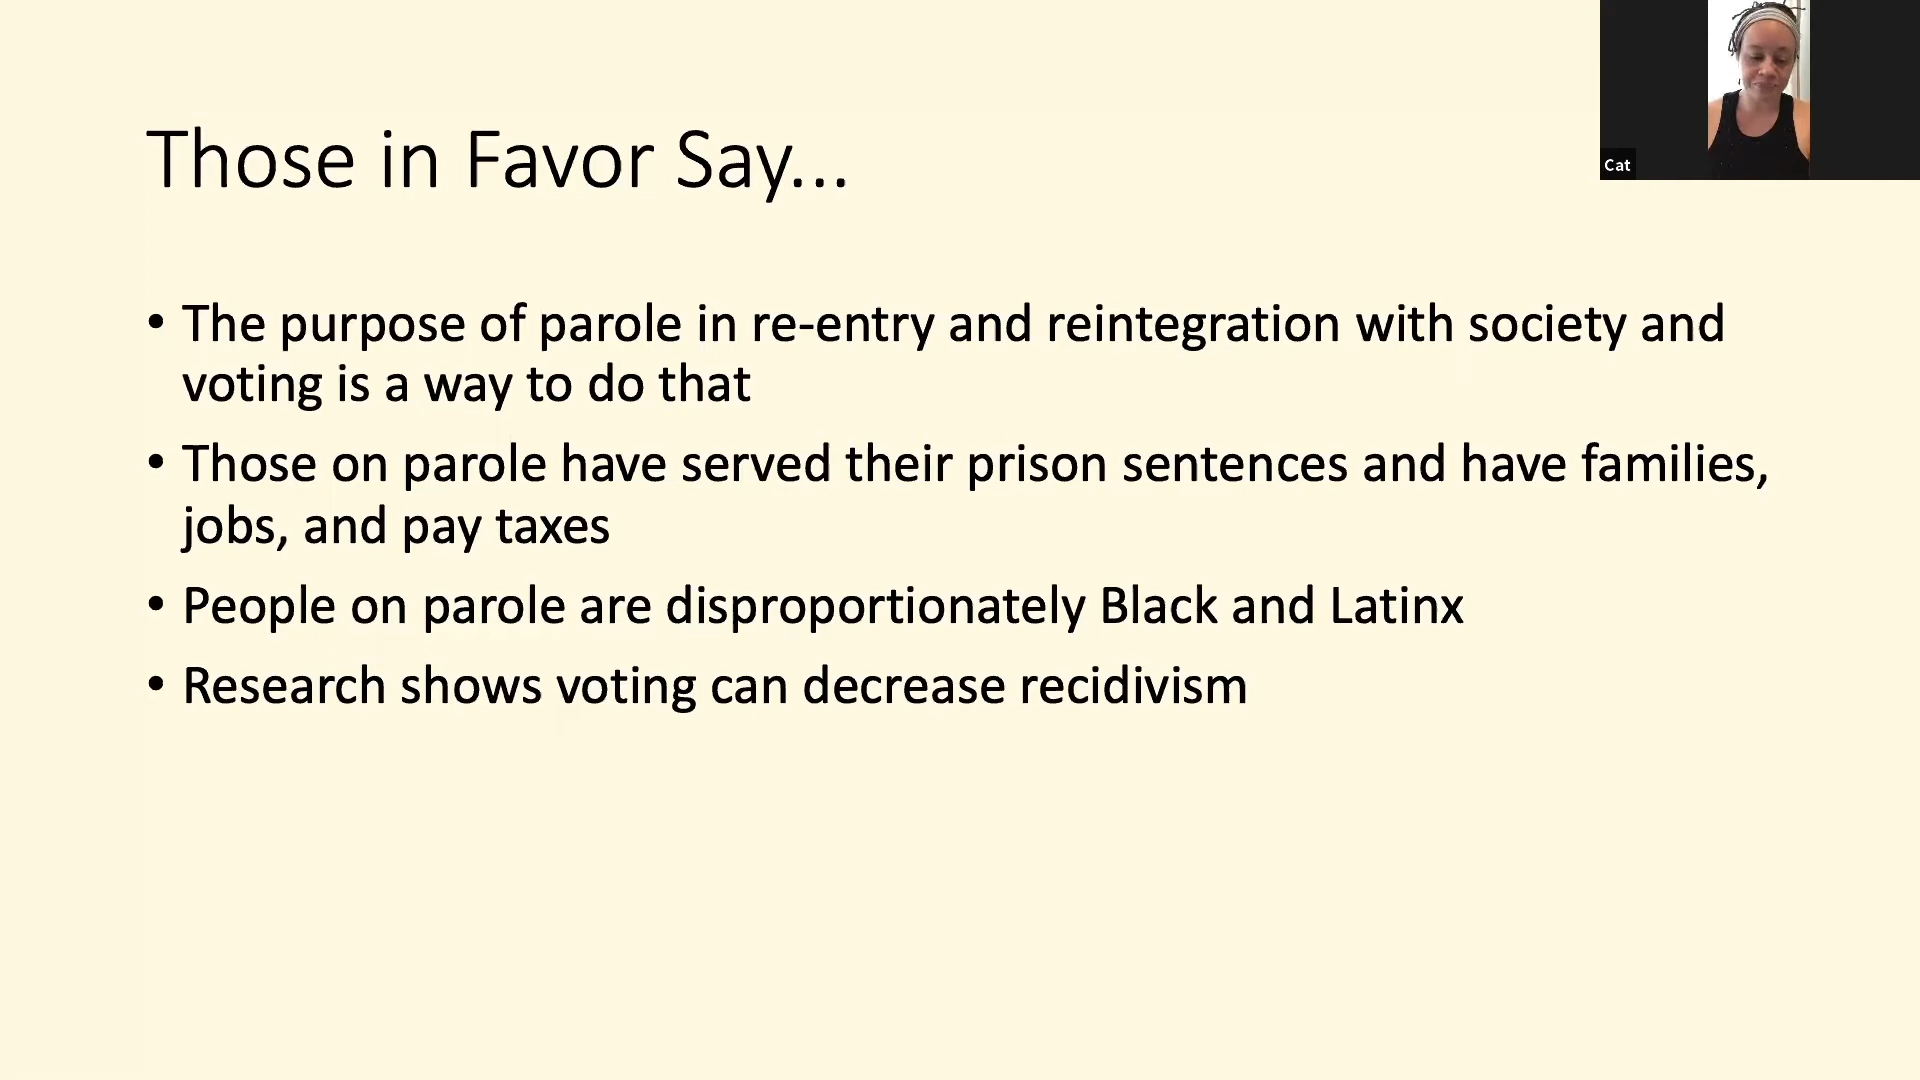 Those in Favor Say...
Cat
• The purpose of parole in re-entry and reintegration with society and
voting is a way to do that
• Those on parole have served their prison sentences and have families,
jobs, and pay taxes
• People on parole are disproportionately Black and Latinx
• Research shows voting can decrease recidivism